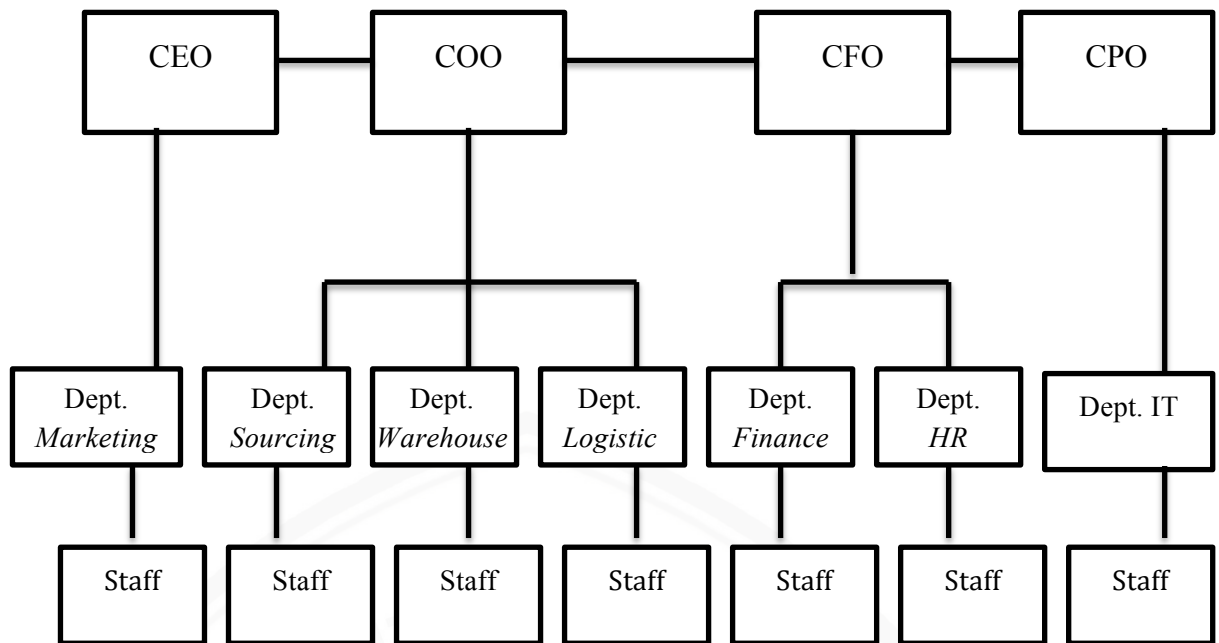 CEO
COO
CFO
CPO
Dept.
Marketing
Dept.
Sourcing
Dept.
Warehouse
Dept.
Logistic
Dept.
Finance
Dept.
HR
Dept. IT
Staff
Staff
Staff
Staff
Staff
Staff
Staff